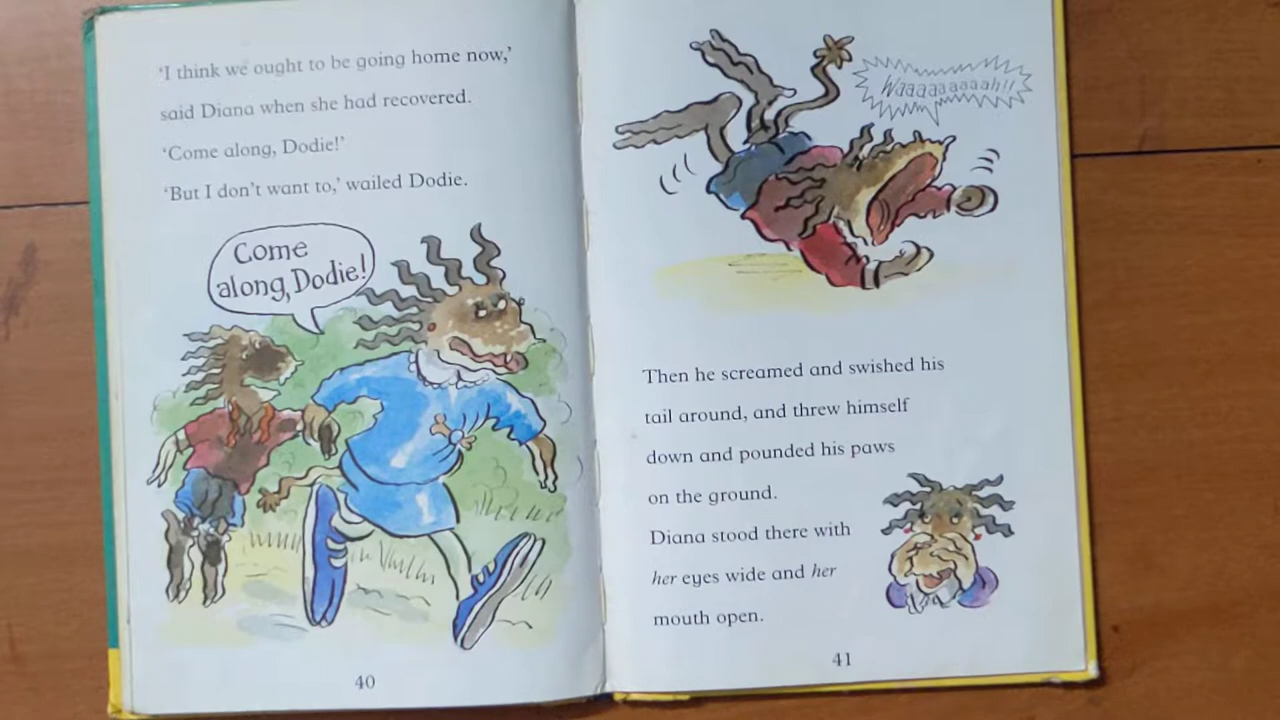 ‘I think we ought to be going home now,’
said Diana when she had recovered.
‘Come along, Dodie!’
‘But I don’t want to,’ wailed Dodie.
Come
along, Dodie!
40
Waaaaaaaaah!!
Then he screamed and swished his
tail around, and threw himself
down and pounded his paws
on the ground.
Diana stood there with
her eyes wide and her
mouth open.
41